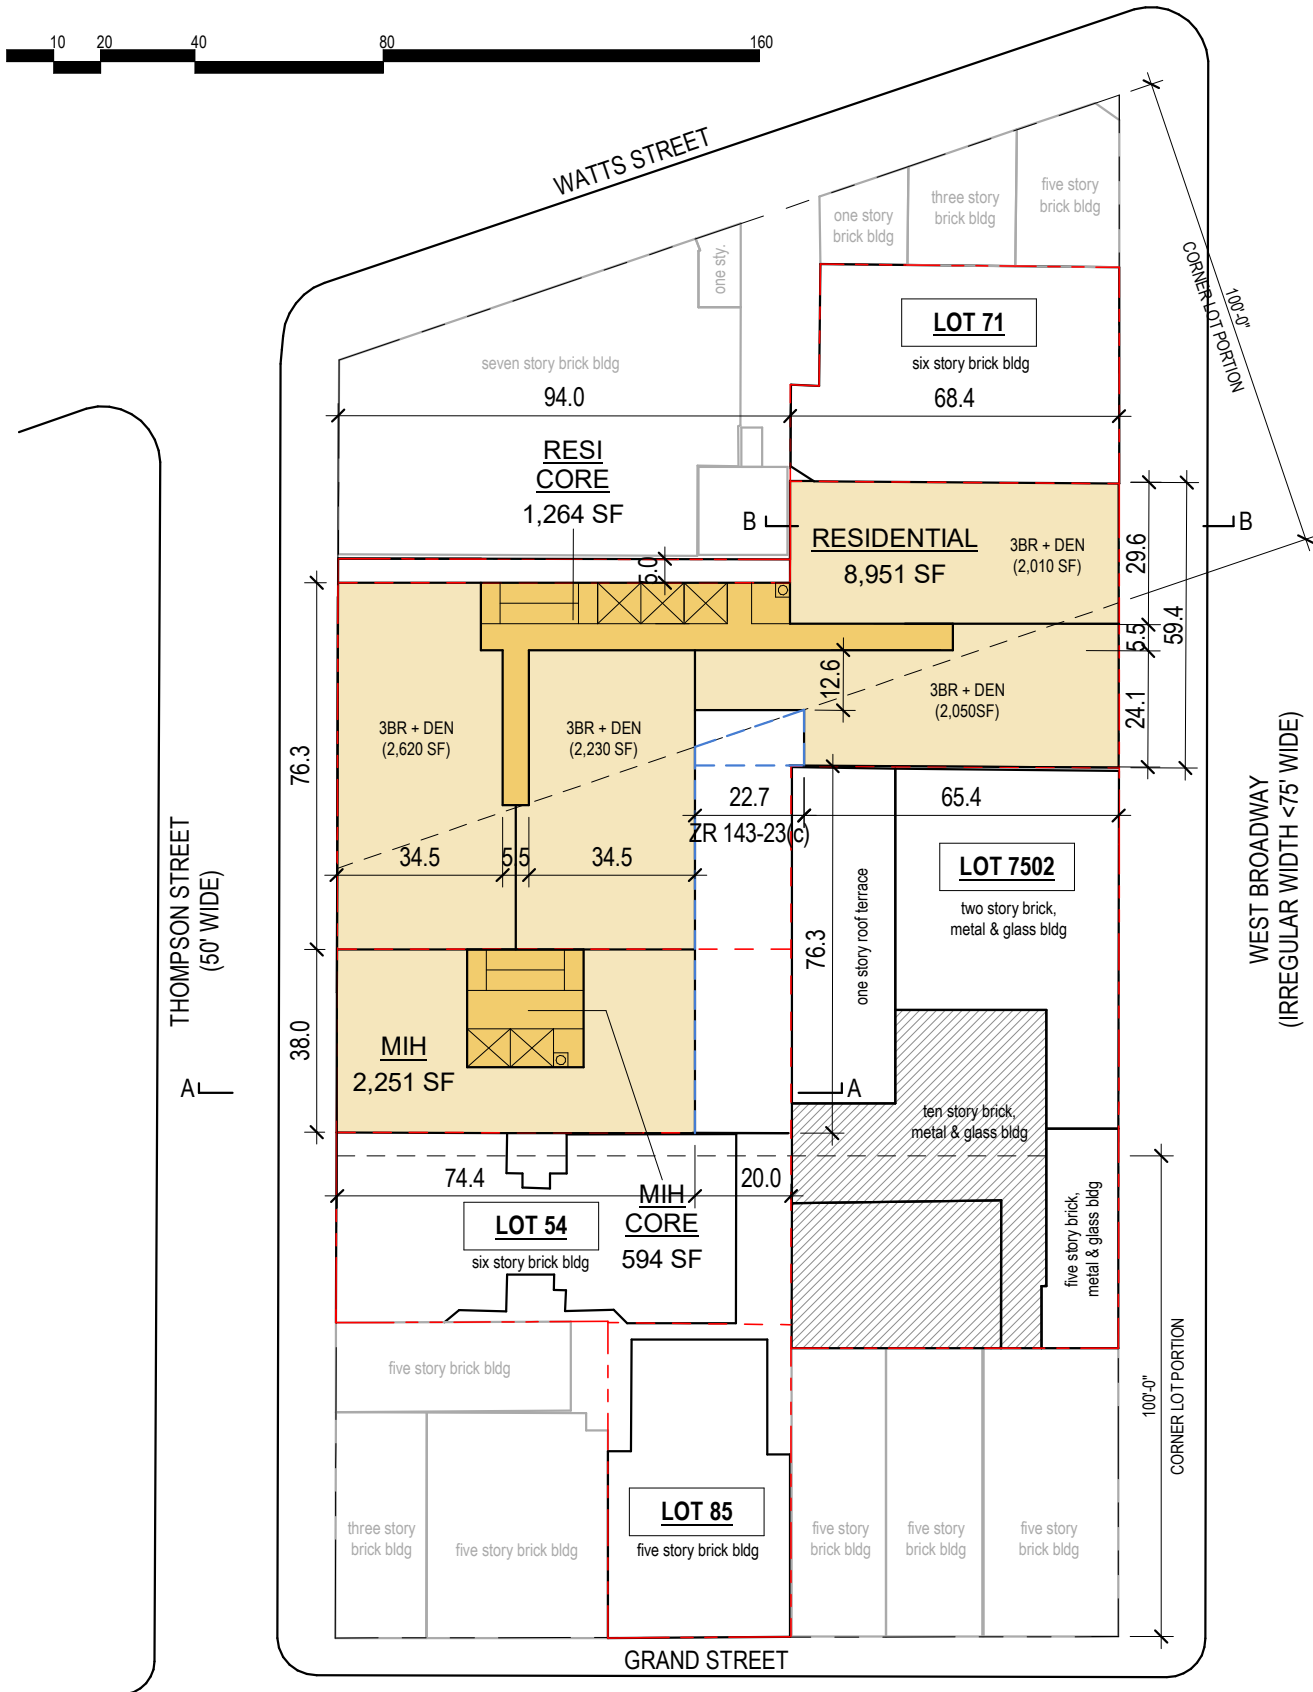 10 20 40 80 160
WATTS STREET
five story
brick bldg
three story
brick bldg
one story
brick bldg
one sty.
CORNER LOT PORTION
100'-0"
LOT 71
six story brick bldg
seven story brick bldg
94.0
68.4
RESI
CORE
1,264 SF
B
B
RESIDENTIAL
8,951 SF
3BR + DEN
(2,010 SF)
29.6
5.0
5.5
59.4
12.6
24.1
3BR + DEN
(2,050SF)
3BR + DEN
(2,620 SF)
3BR + DEN
(2,230 SF)
76.3
22.7
65.4
ZR 143-23(c)
34.5
5.5
34.5
LOT 7502
two story brick,
metal & glass bldg
one story roof terrace
76.3
THOMPSON STREET
(50' WIDE)
WEST BROADWAY
(IRREGULAR WIDTH <75' WIDE)
38.0
MIH
2,251 SF
A
A
ten story brick,
metal & glass bldg
74.4
20.0
MIH
CORE
594 SF
LOT 54
six story brick bldg
five story brick,
metal & glass bldg
five story brick bldg
100'-0"
CORNER LOT PORTION
LOT 85
five story brick bldg
three story
brick bldg
five story brick bldg
five story
brick bldg
five story
brick bldg
five story
brick bldg
GRAND STREET